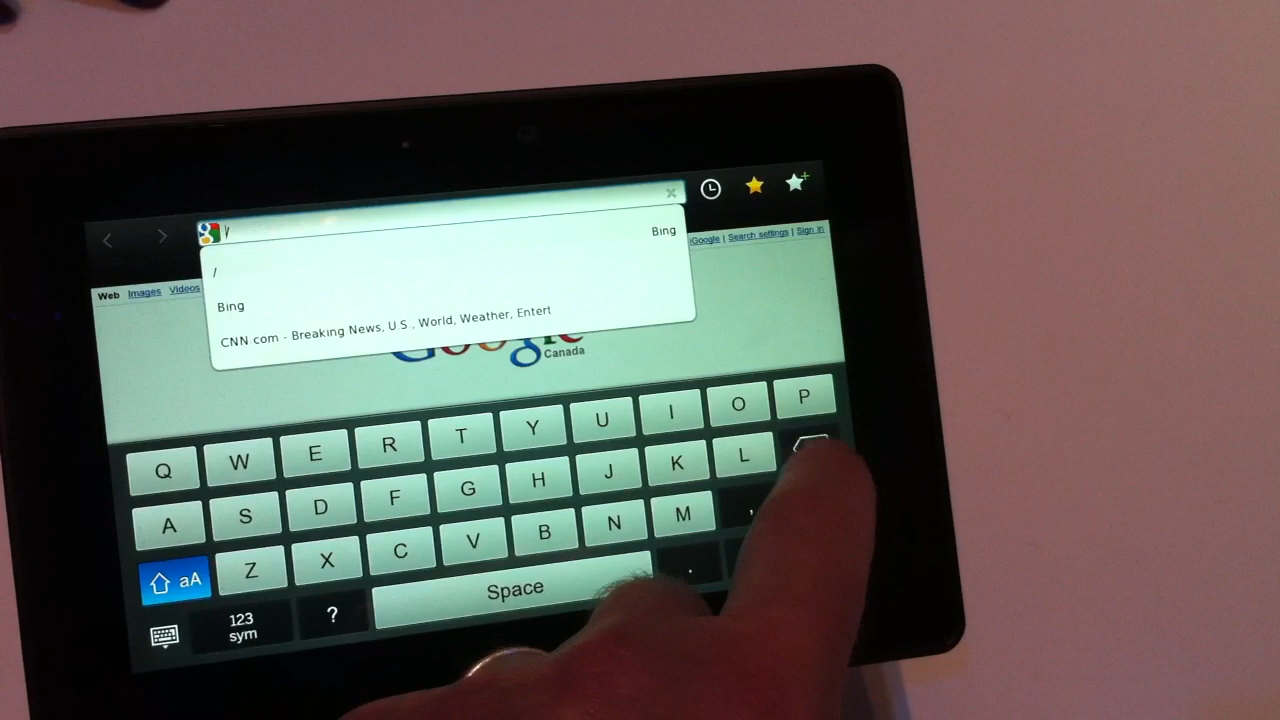 /
Bing
/
Bing
CNN.com - Breaking News, U.S., World, Weather, Entert
iGoogle | Search settings | Sign in
Web Images Videos
Google
Canada
Q W E R T Y U I O P
A S D F G H J K L
aA Z X C V B N M ,
123
sym
? Space .